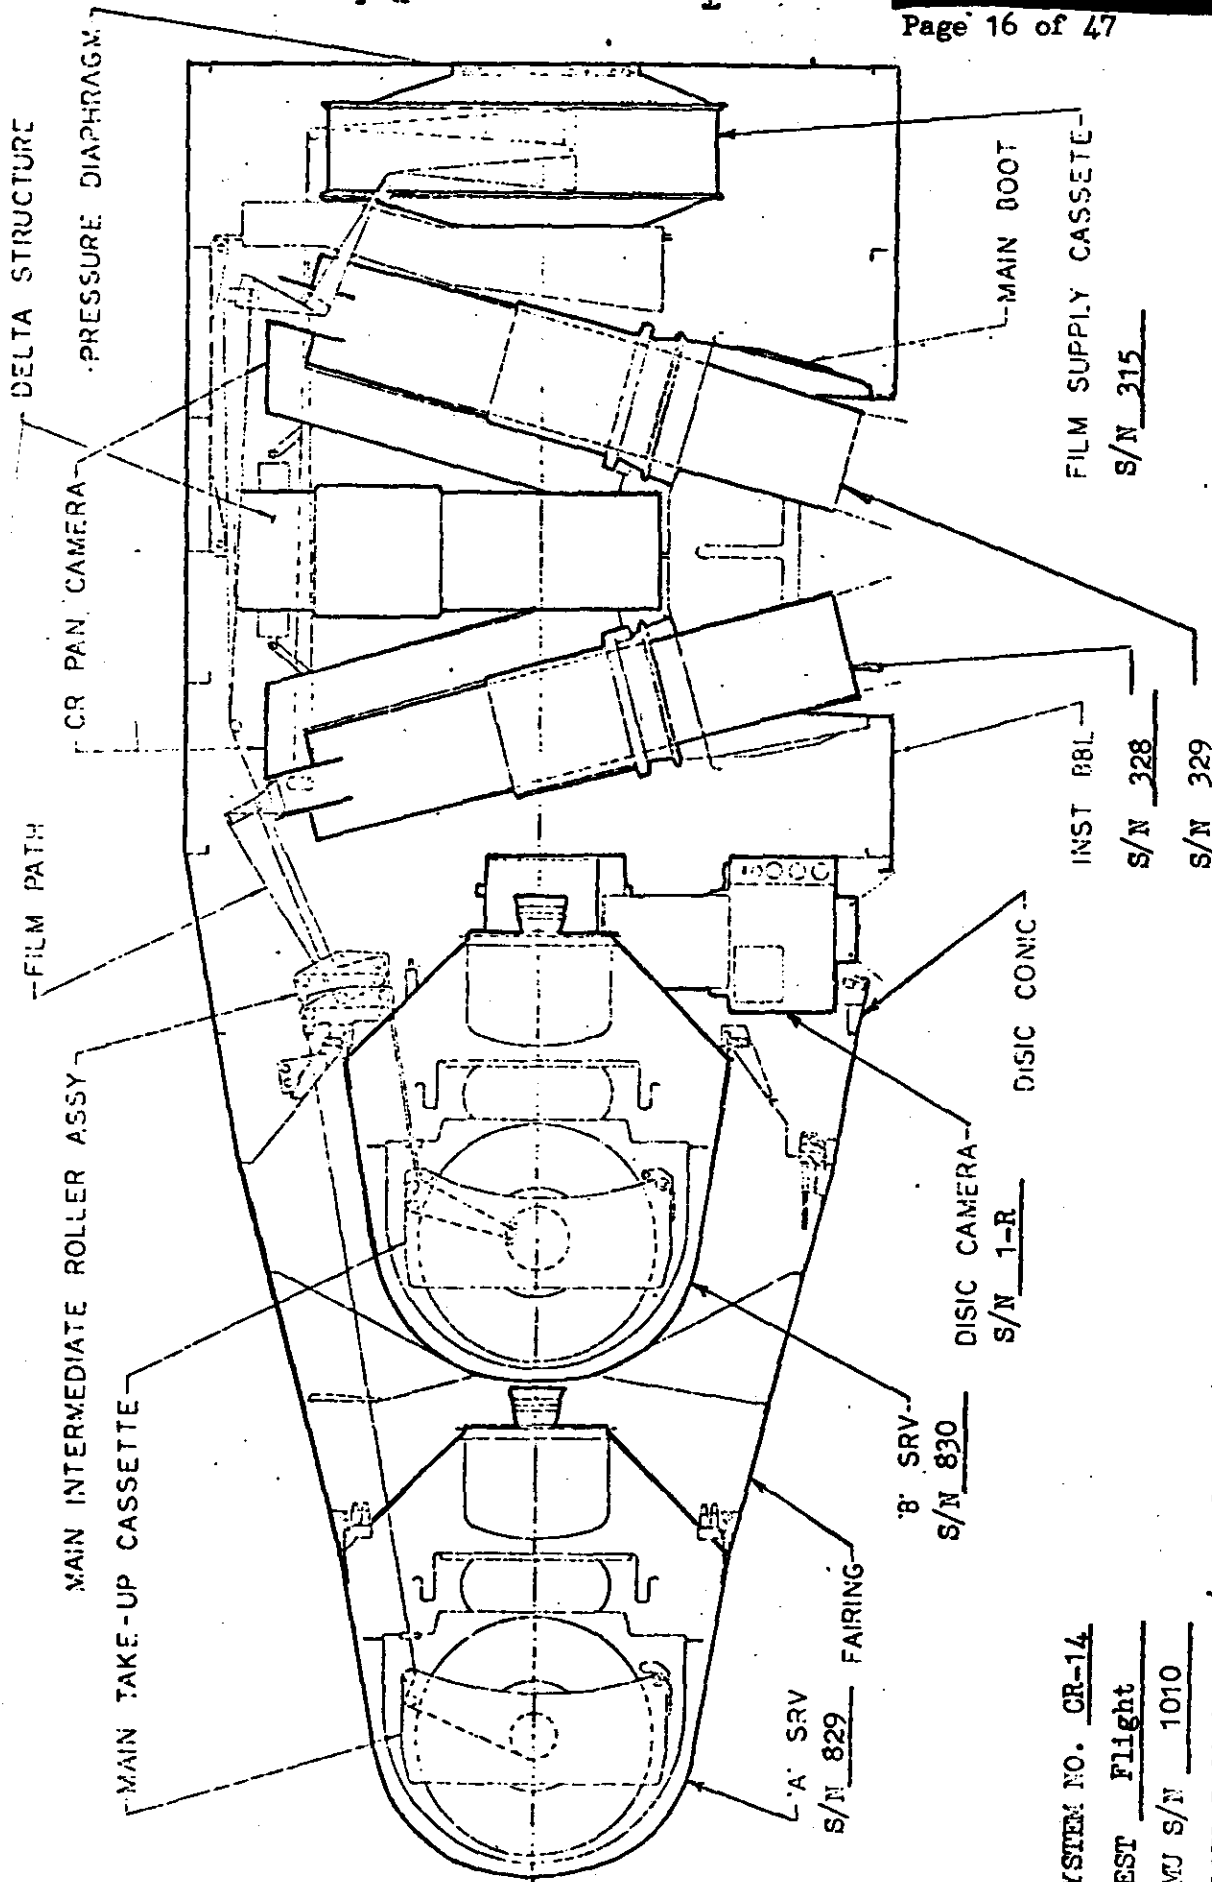 Page 16 of 47
DELTA STRUCTURE
PRESSURE DIAPHRAGM
CR PAN CAMERA
FILM PATH
MAIN INTERMEDIATE ROLLER ASSY
MAIN TAKE-UP CASSETTE
MAIN BOOT
FILM SUPPLY CASSETE
S/N 315
INST BBL
S/N 328
S/N 329
DISIC CONIC
DISIC CAMERA
S/N 1-R
'B' SRV
S/N 830
FAIRING
'A' SRV
S/N 829
YSTEM NO. CR-14
EST Flight
MU S/N 1010